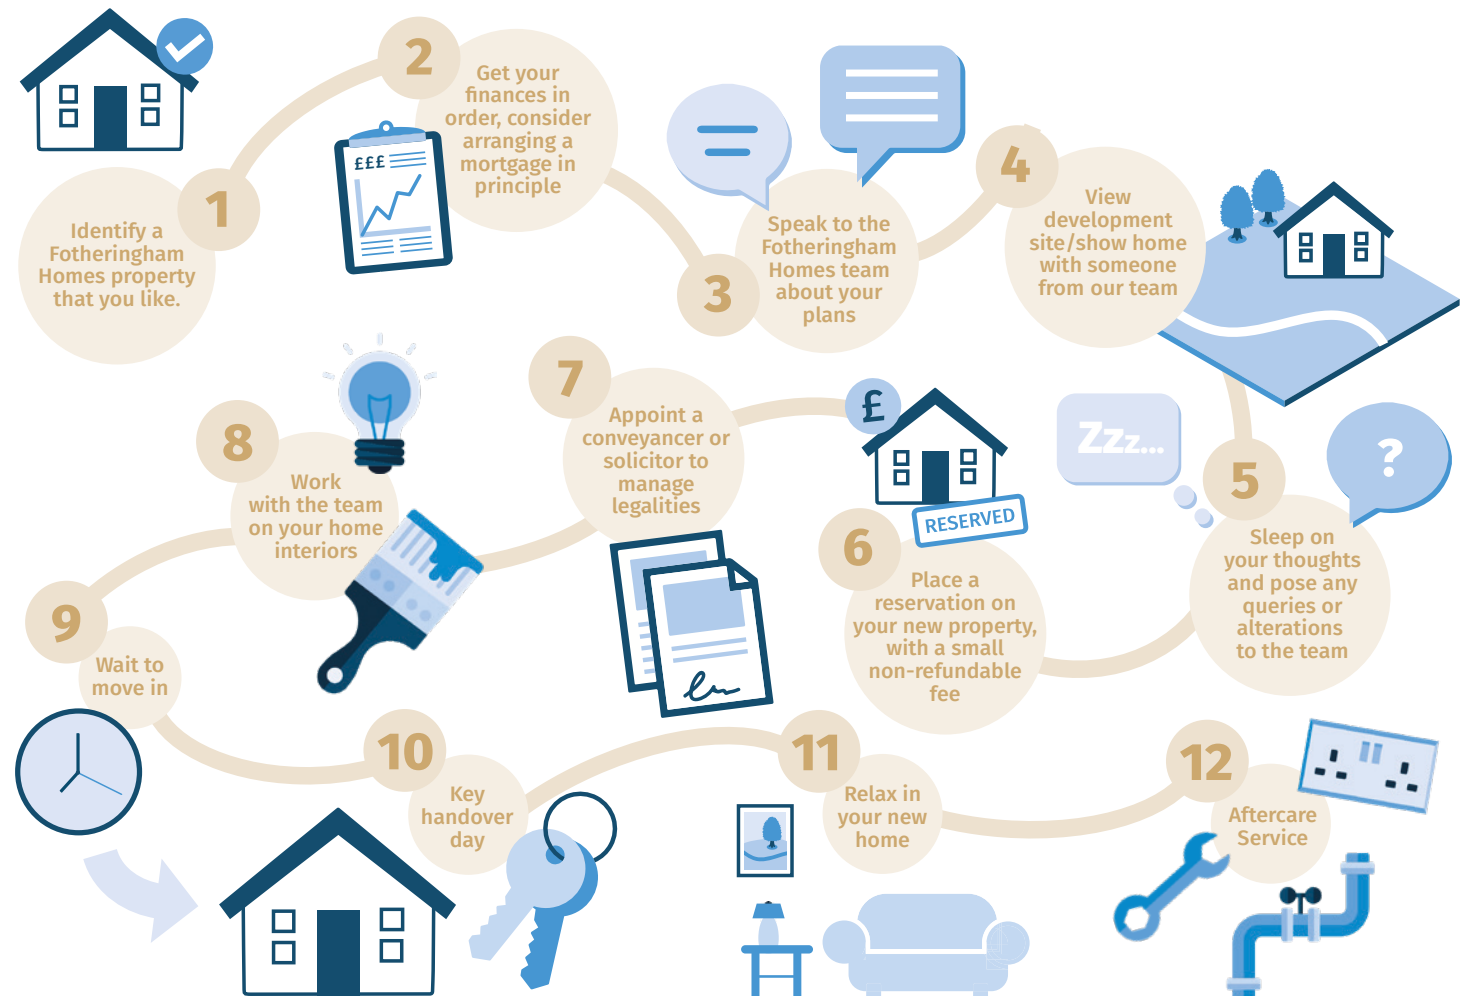 1
Identify a
Fotheringham
Homes property
that you like.
2
Get your
finances in
order, consider
arranging a
mortgage in
principle
£££
3
Speak to the
Fotheringham
Homes team
about your
plans
4
View
development
site/show home
with someone
from our team
5
Sleep on
your thoughts
and pose any
queries or
alterations
to the team
Zzz...
?
6
Place a
reservation on
your new property,
with a small
non-refundable
fee
£
RESERVED
7
Appoint a
conveyancer or
solicitor to
manage
legalities
8
Work
with the team
on your home
interiors
9
Wait to
move in
10
Key
handover
day
11
Relax in
your new
home
12
Aftercare
Service